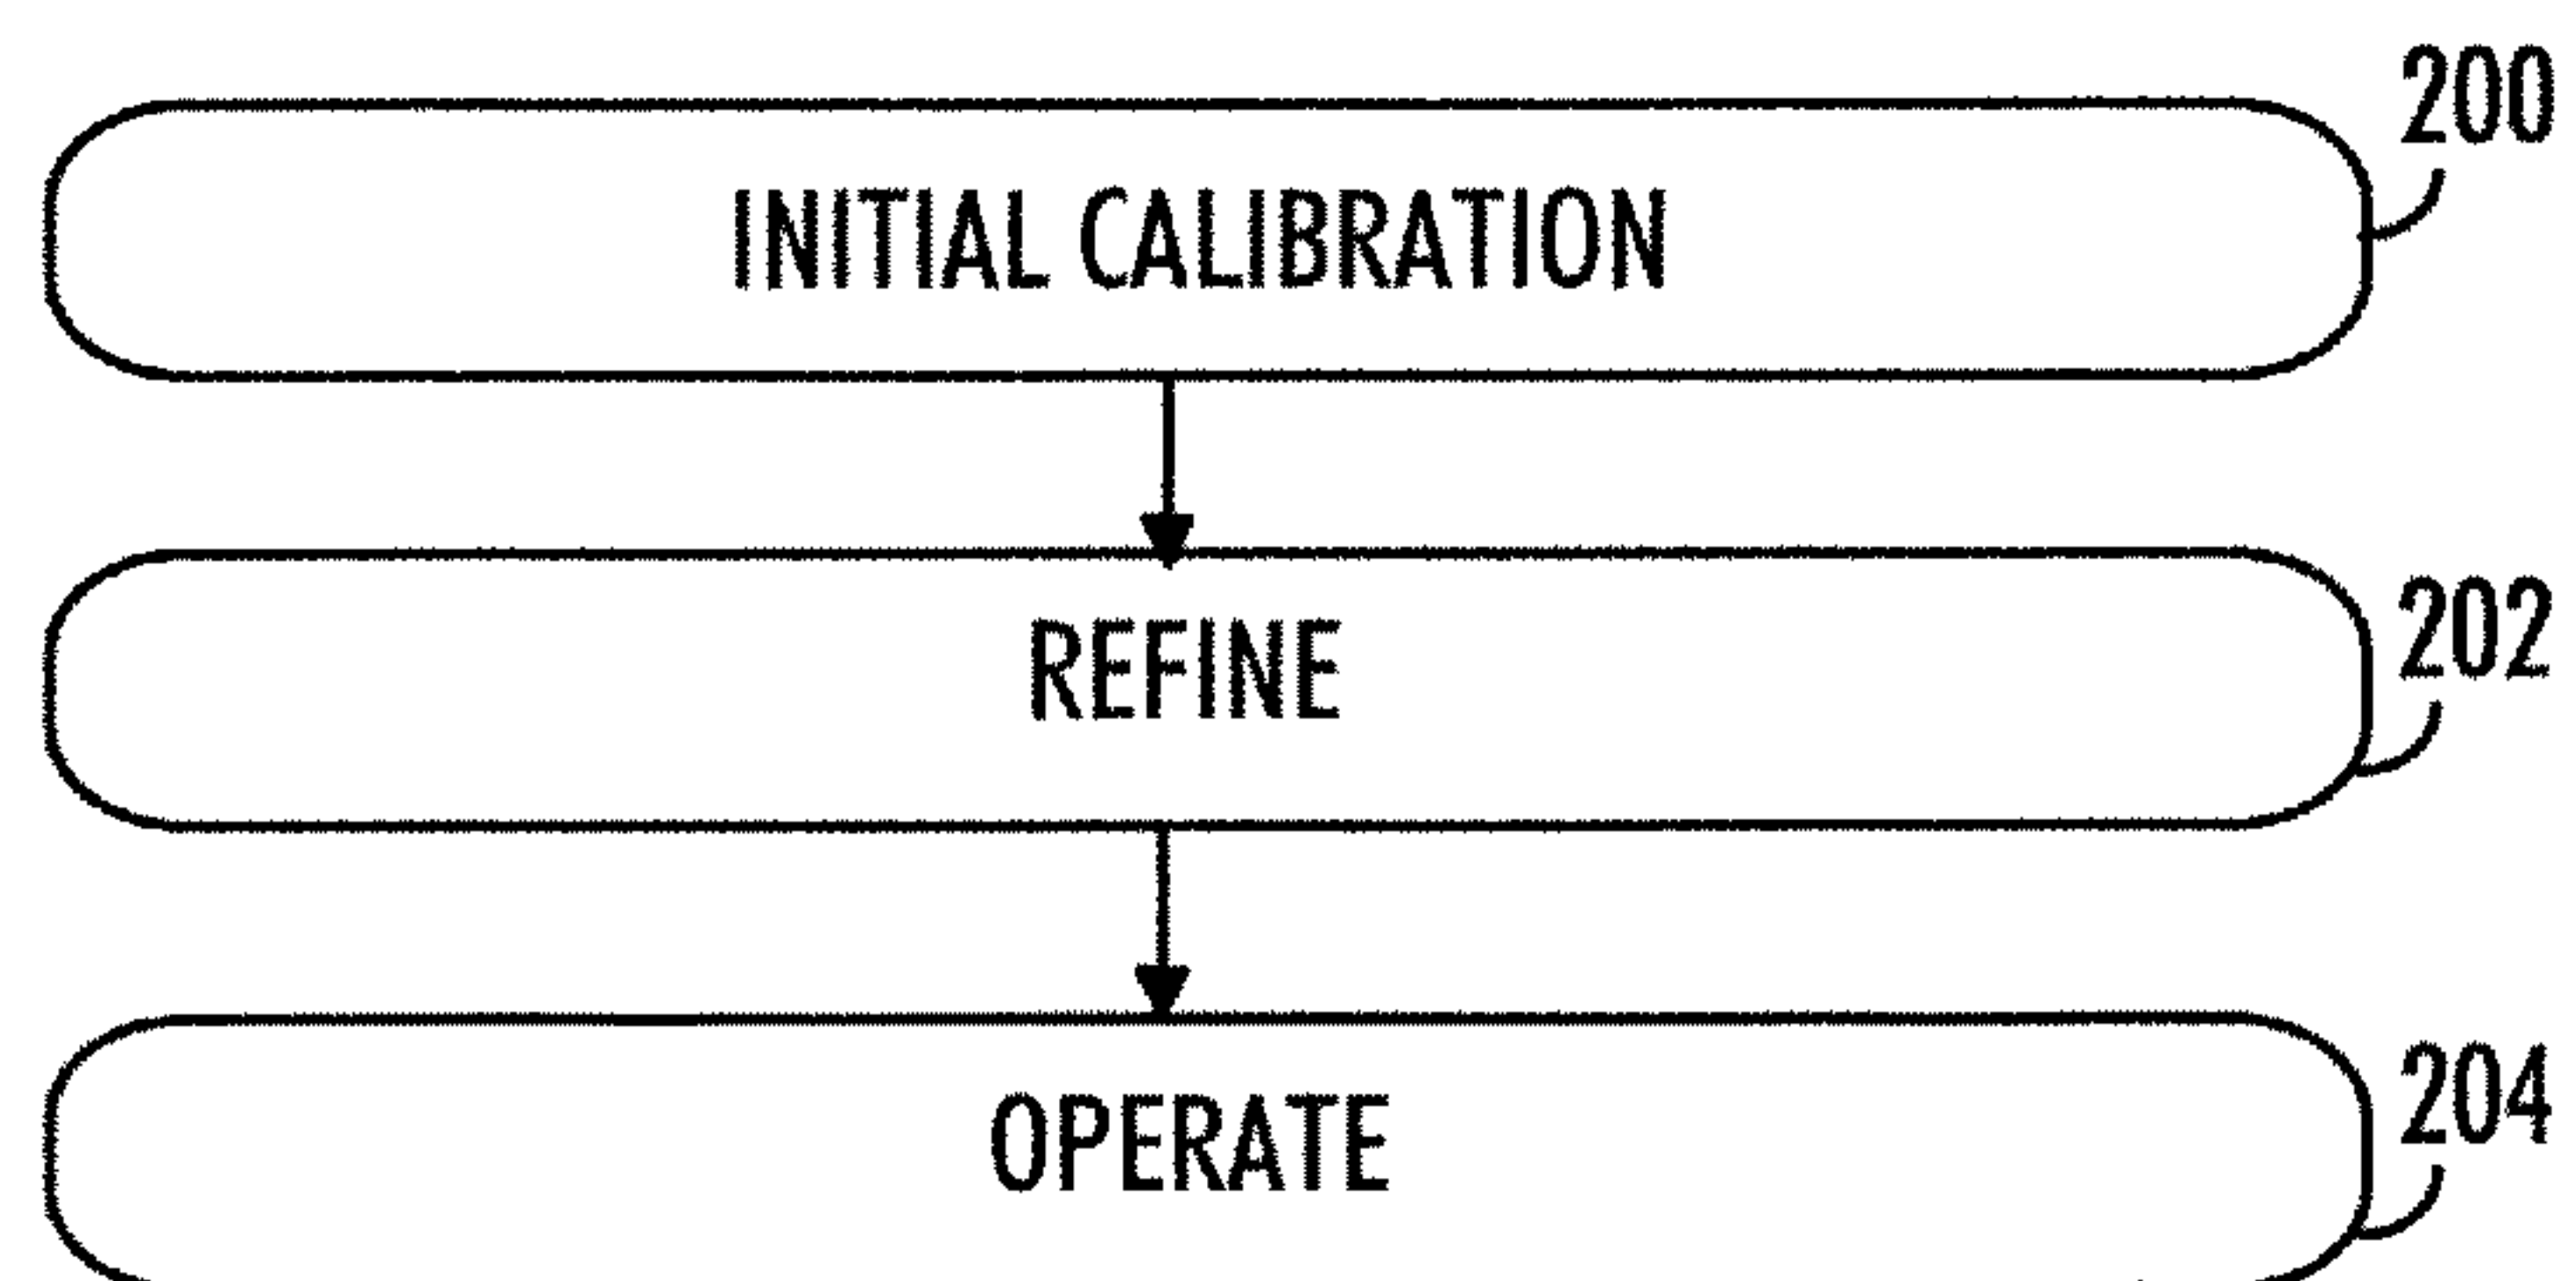 200
INITIAL CALIBRATION
202
REFINE
204
OPERATE